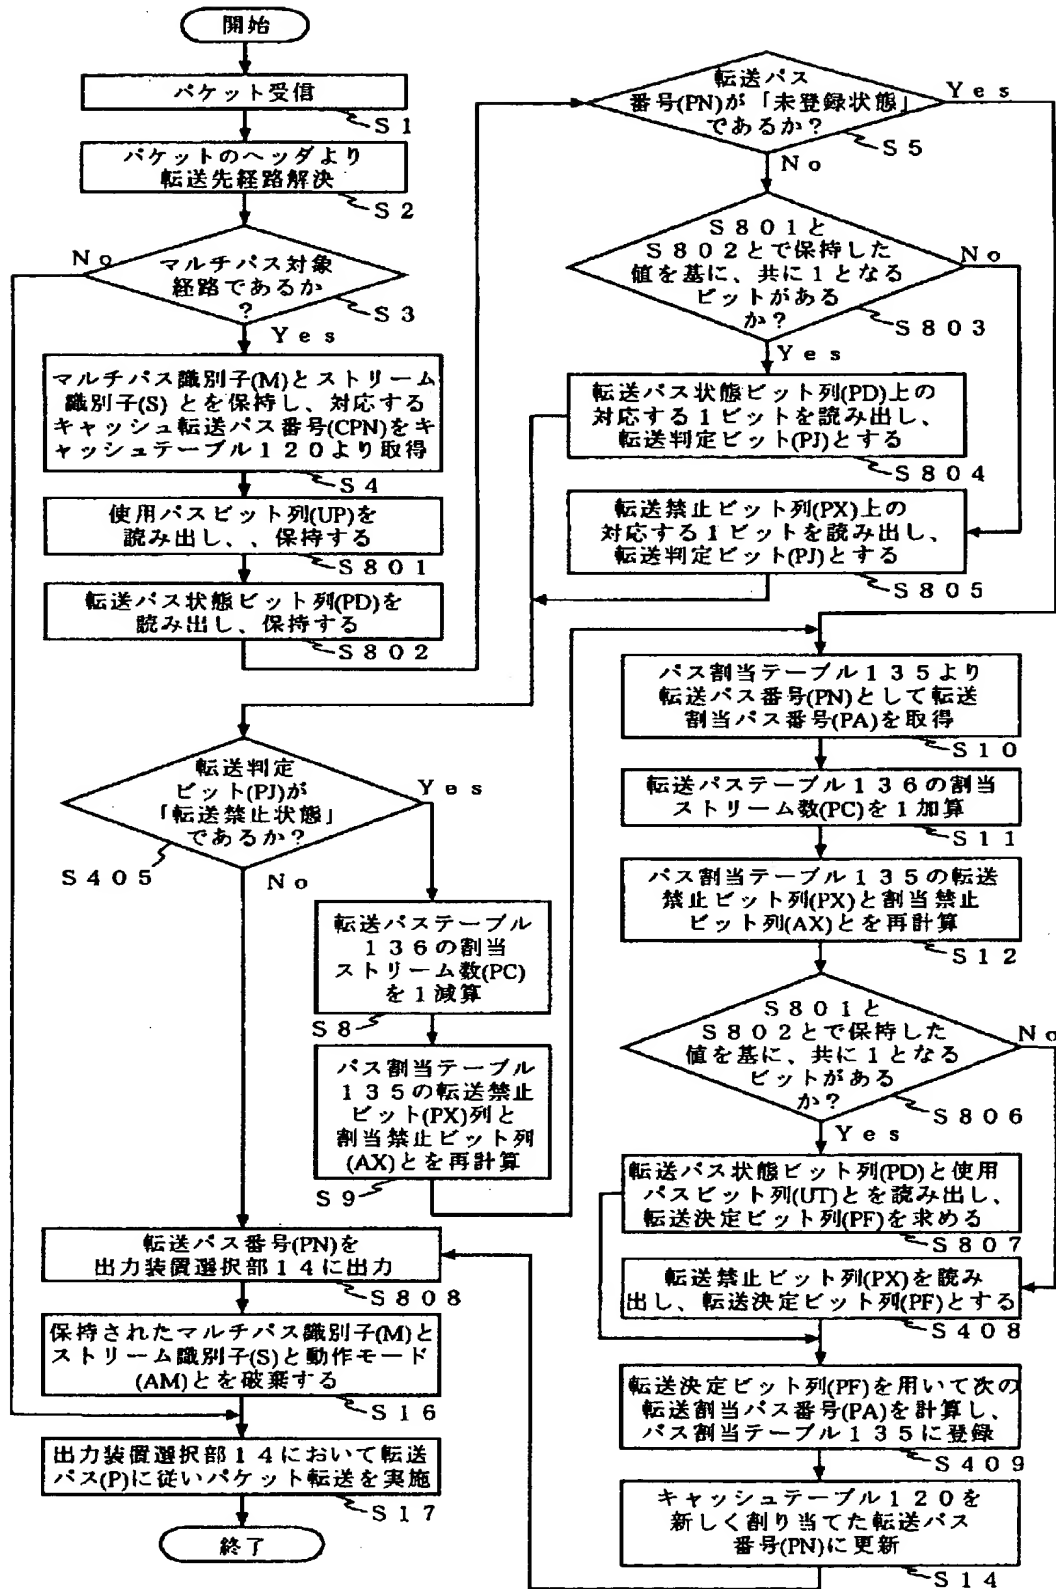 開始
パケット受信
S1
パケットのヘッダより
転送先経路解決
S2
マルチパス対象
経路であるか
?
S3
No
Yes
マルチパス識別子(M)とストリーム
識別子(S) とを保持し、対応する
キャッシュ転送パス番号(CPN)をキ
ャッシュテーブル120より取得
S4
使用パスビット列(UP)を
読み出し、、保持する
S801
転送パス状態ビット列(PD)を
読み出し、保持する
S802
転送パス
番号(PN)が「未登録状態」
であるか?
S5
Yes
No
S801と
S802とで保持した
値を基に、共に1となる
ビットがある
か?
S803
No
Yes
転送パス状態ビット列(PD)上の
対応する1ビットを読み出し、
転送判定ビット(PJ)とする
S804
転送禁止ビット列(PX)上の
対応する1ビットを読み出し、
転送判定ビット(PJ)とする
S805
転送判定
ビット(PJ)が
「転送禁止状態」
であるか?
S405
Yes
No
転送パステーブル
136の割当
ストリーム数(PC)
を1減算
S8
パス割当テーブル
135の転送禁止
ビット(PX)列と
割当禁止ビット列
(AX)とを再計算
S9
パス割当テーブル135より
転送パス番号(PN)として転送
割当パス番号(PA)を取得
S10
転送パステーブル136の割当
ストリーム数(PC)を1加算
S11
パス割当テーブル135の転送
禁止ビット列(PX)と割当禁止
ビット列(AX)とを再計算
S12
S801と
S802とで保持した
値を基に、共に1となる
ビットがある
か?
S806
No
Yes
転送パス状態ビット列(PD)と使用
パスビット列(UT)とを読み出し、
転送決定ビット列(PF)を求める
S807
転送禁止ビット列(PX)を読み
出し、転送決定ビット列(PF)とする
S408
転送決定ビット列(PF)を用いて次の
転送割当パス番号(PA)を計算し、
パス割当テーブル135に登録
S409
キャッシュテーブル120を
新しく割り当てた転送パス
番号(PN)に更新
S14
転送パス番号(PN)を
出力装置選択部14に出力
S808
保持されたマルチパス識別子(M)と
ストリーム識別子(S)と動作モード
(AM)とを破棄する
S16
出力装置選択部14において転送
パス(P)に従いパケット転送を実施
S17
終了